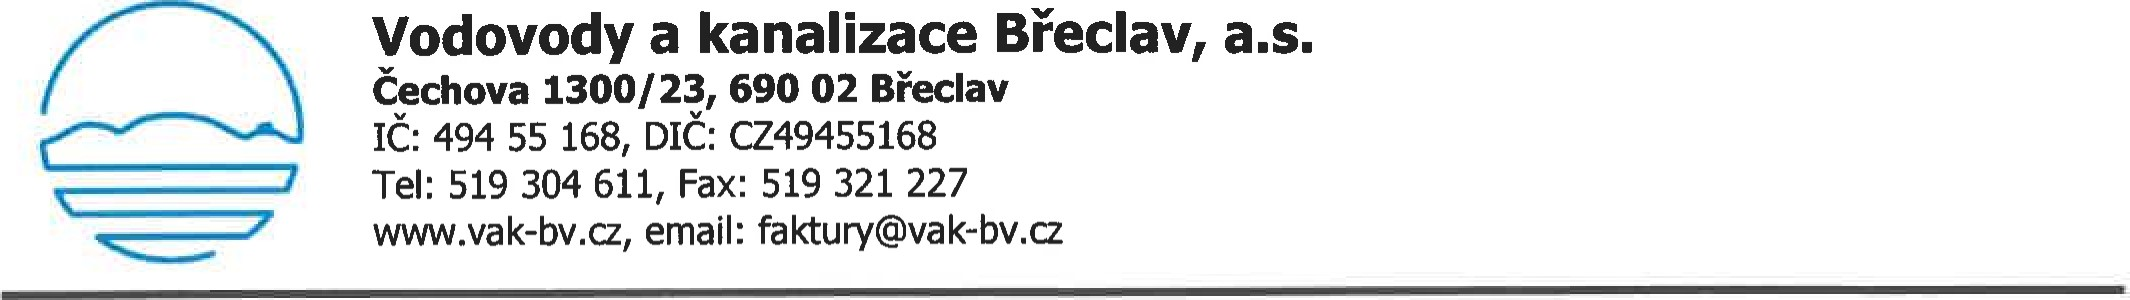 Vodovody a kanalizace Břeclav, a.s.
Čechova 1300/23, 690 02 Břeclav
IČ: 494 55 168, DIČ: CZ49455168
Tel: 519 304 611, Fax: 519 321 227
www.vak-bv.cz, email: faktury@vak-bv.cz